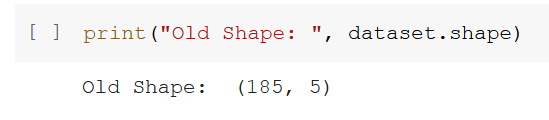 [ ] print("Old Shape: ", dataset.shape)
Old Shape:  (185, 5)